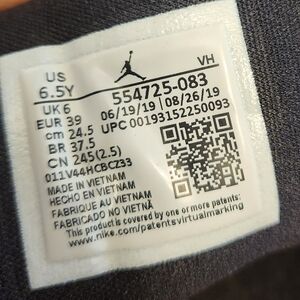 US
6.5Y
VH
UK 6
EUR 39
cm 24.5
BR 37.5
CN 245(2.5)
554725-083
06/19/19 08/26/19
UPC 00193152250093
011V44HCBCZ33
MADE IN VIETNAM
HECHO EN VIETNAM
FABRIQUE AU VIETNAM
FABRICADO NO VIETNÃ
This product is covered by one or more patents
www.nike.com/patentsvirtualmarking